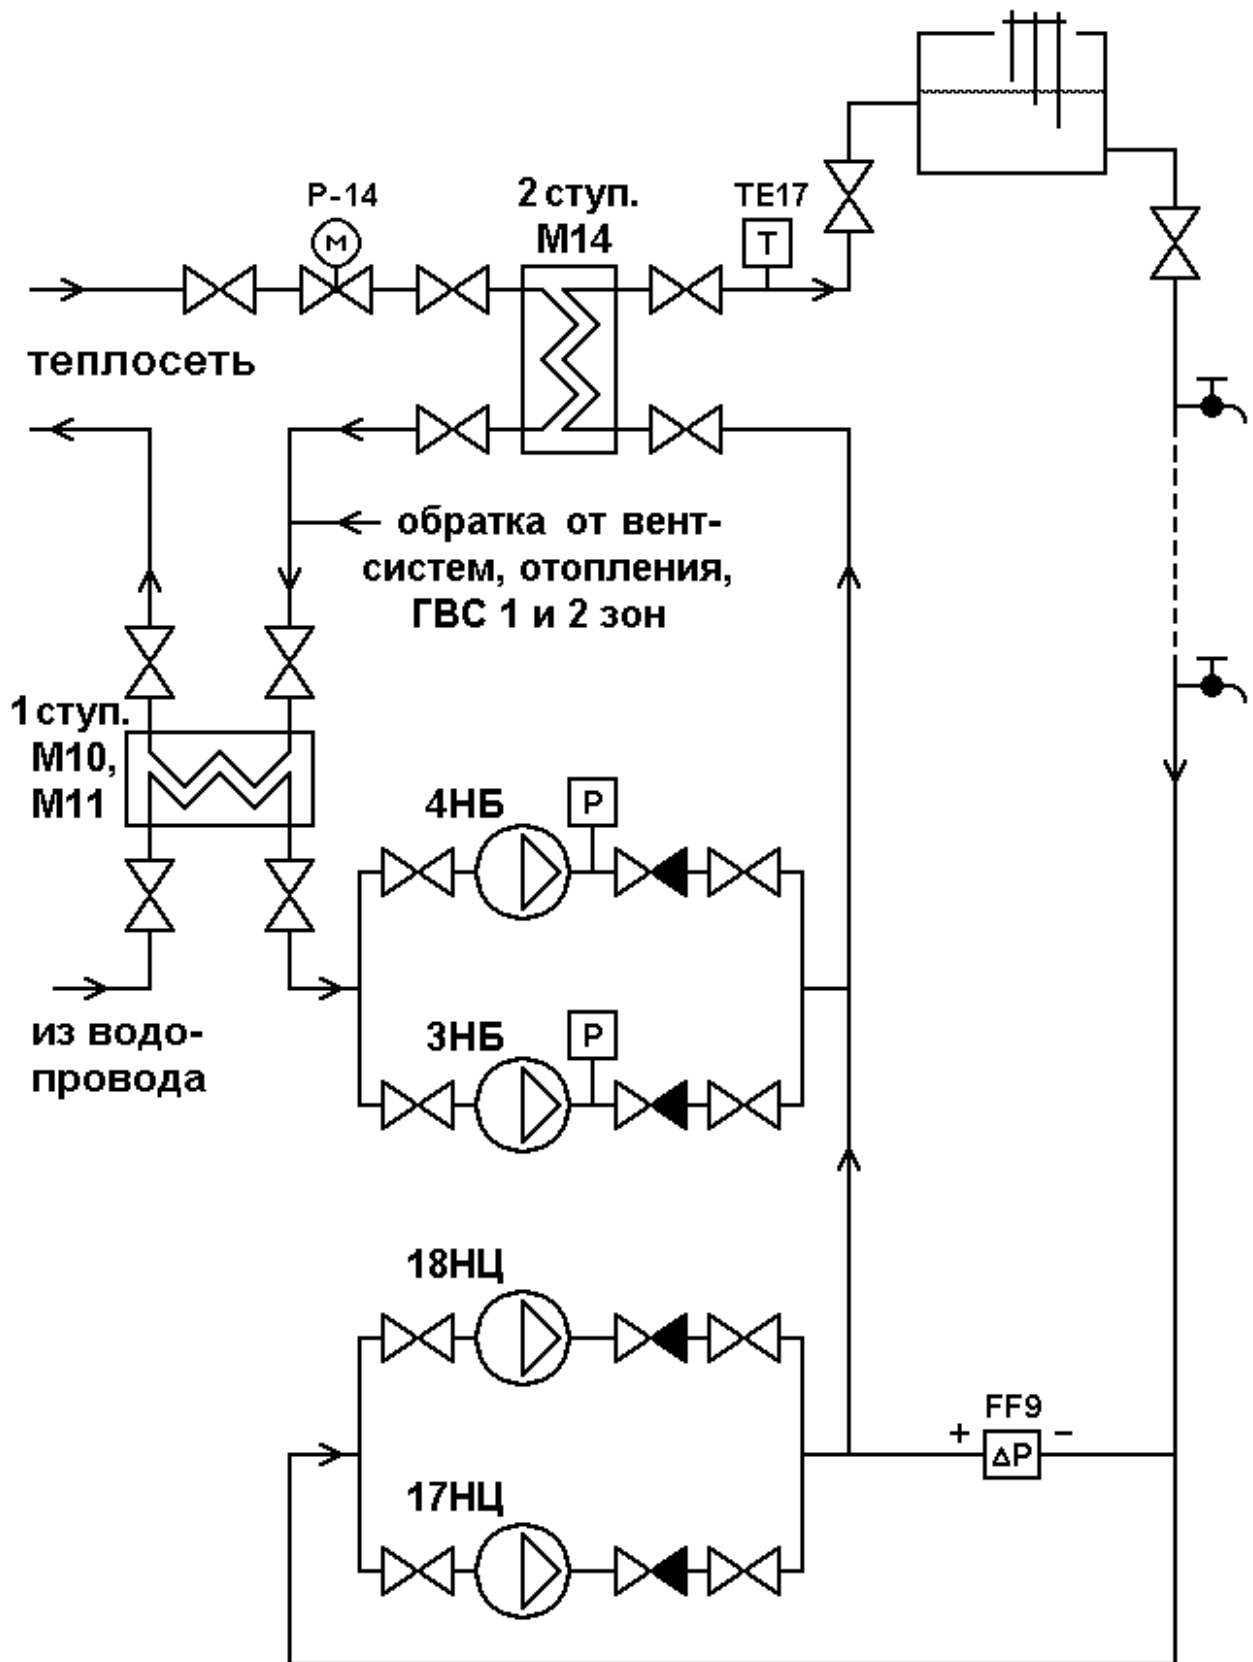 Р-14
М
2 ступ.
М14
ТЕ17
Т
теплосеть
обратка от вент-
систем, отопления,
ГВС 1 и 2 зон
1 ступ.
М10,
М11
4НБ
Р
из водо-
провода
3НБ
Р
18НЦ
17НЦ
FF9
+
ΔP
−